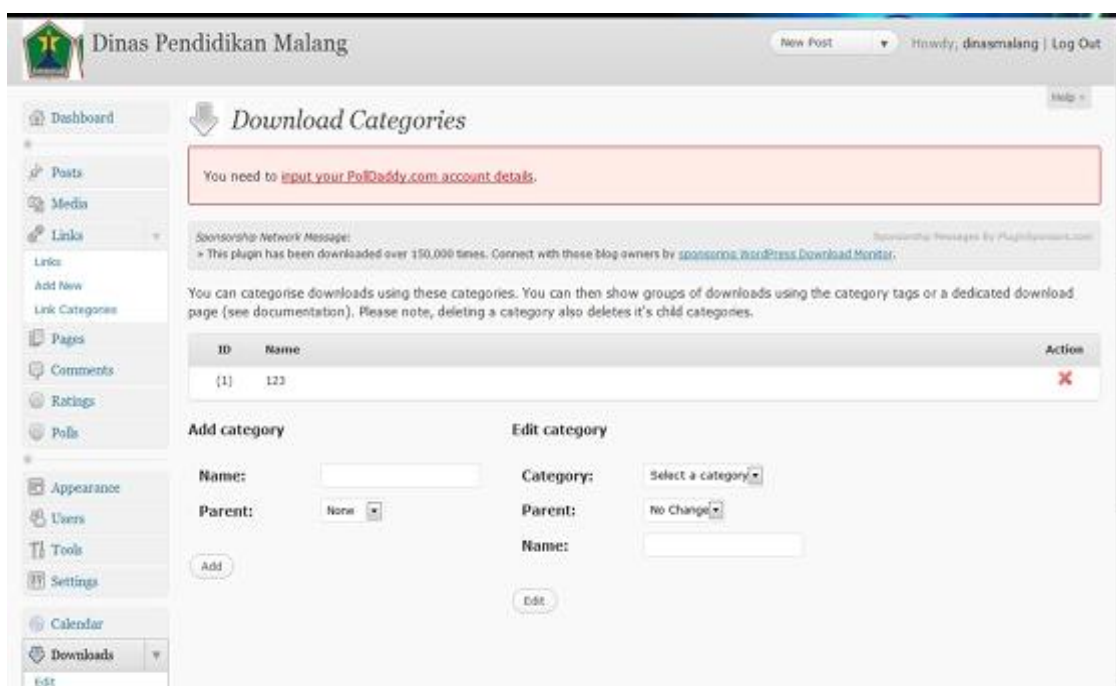 Dinas Pendidikan Malang
New Post
Howdy, dinasmalang | Log Out
Help
Dashboard
Download Categories
Posts
You need to input your PollDaddy.com account details.
Media
Links
Sponsorship Network Message:
Sponsorship Messages By PluginSponsors.com
» This plugin has been downloaded over 150,000 times. Connect with those blog owners by sponsoring WordPress Download Monitor.
Links
Add New
Link Categories
You can categorise downloads using these categories. You can then show groups of downloads using the category tags or a dedicated download
page (see documentation). Please note, deleting a category also deletes it's child categories.
Pages
Comments
Ratings
Polls
ID Name Action
(1) 123
Add category
Name:
Parent: None
Add
Edit category
Category: Select a category
Parent: No Change
Name:
Edit
Appearance
Users
Tools
Settings
Calendar
Downloads
Edit